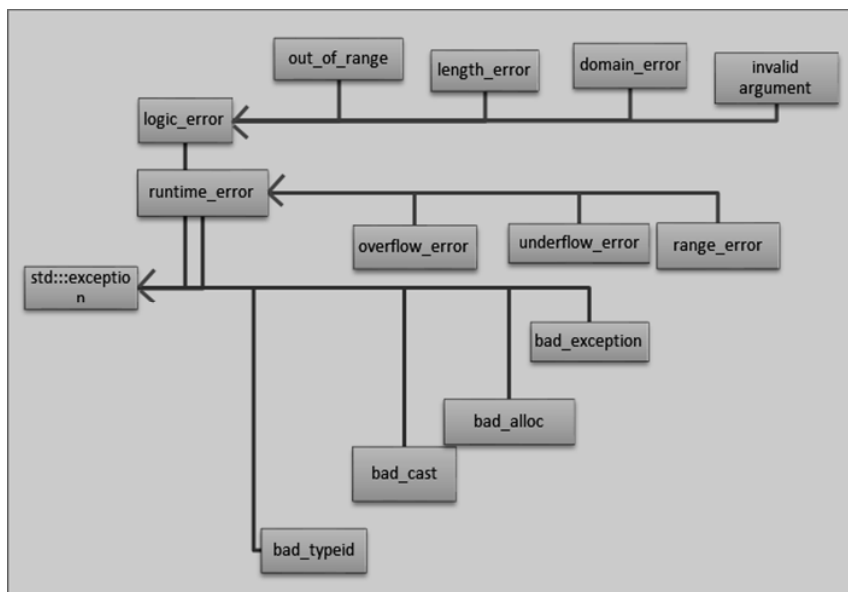 out_of_range
length_error
domain_error
invalid
argument
logic_error
runtime_error
overflow_error
underflow_error
range_error
std:::exceptio
n
bad_exception
bad_alloc
bad_cast
bad_typeid